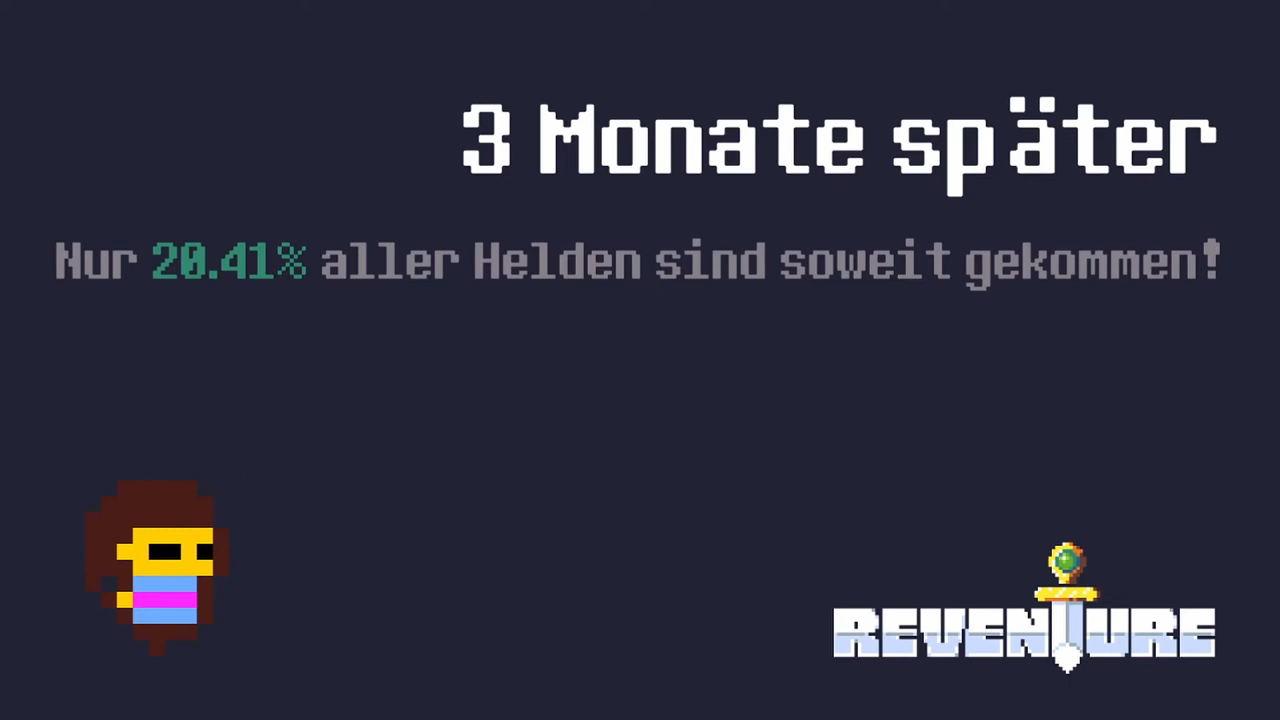 3 Monate später
Nur 20.41% aller Helden sind soweit gekommen!
REVENTURE